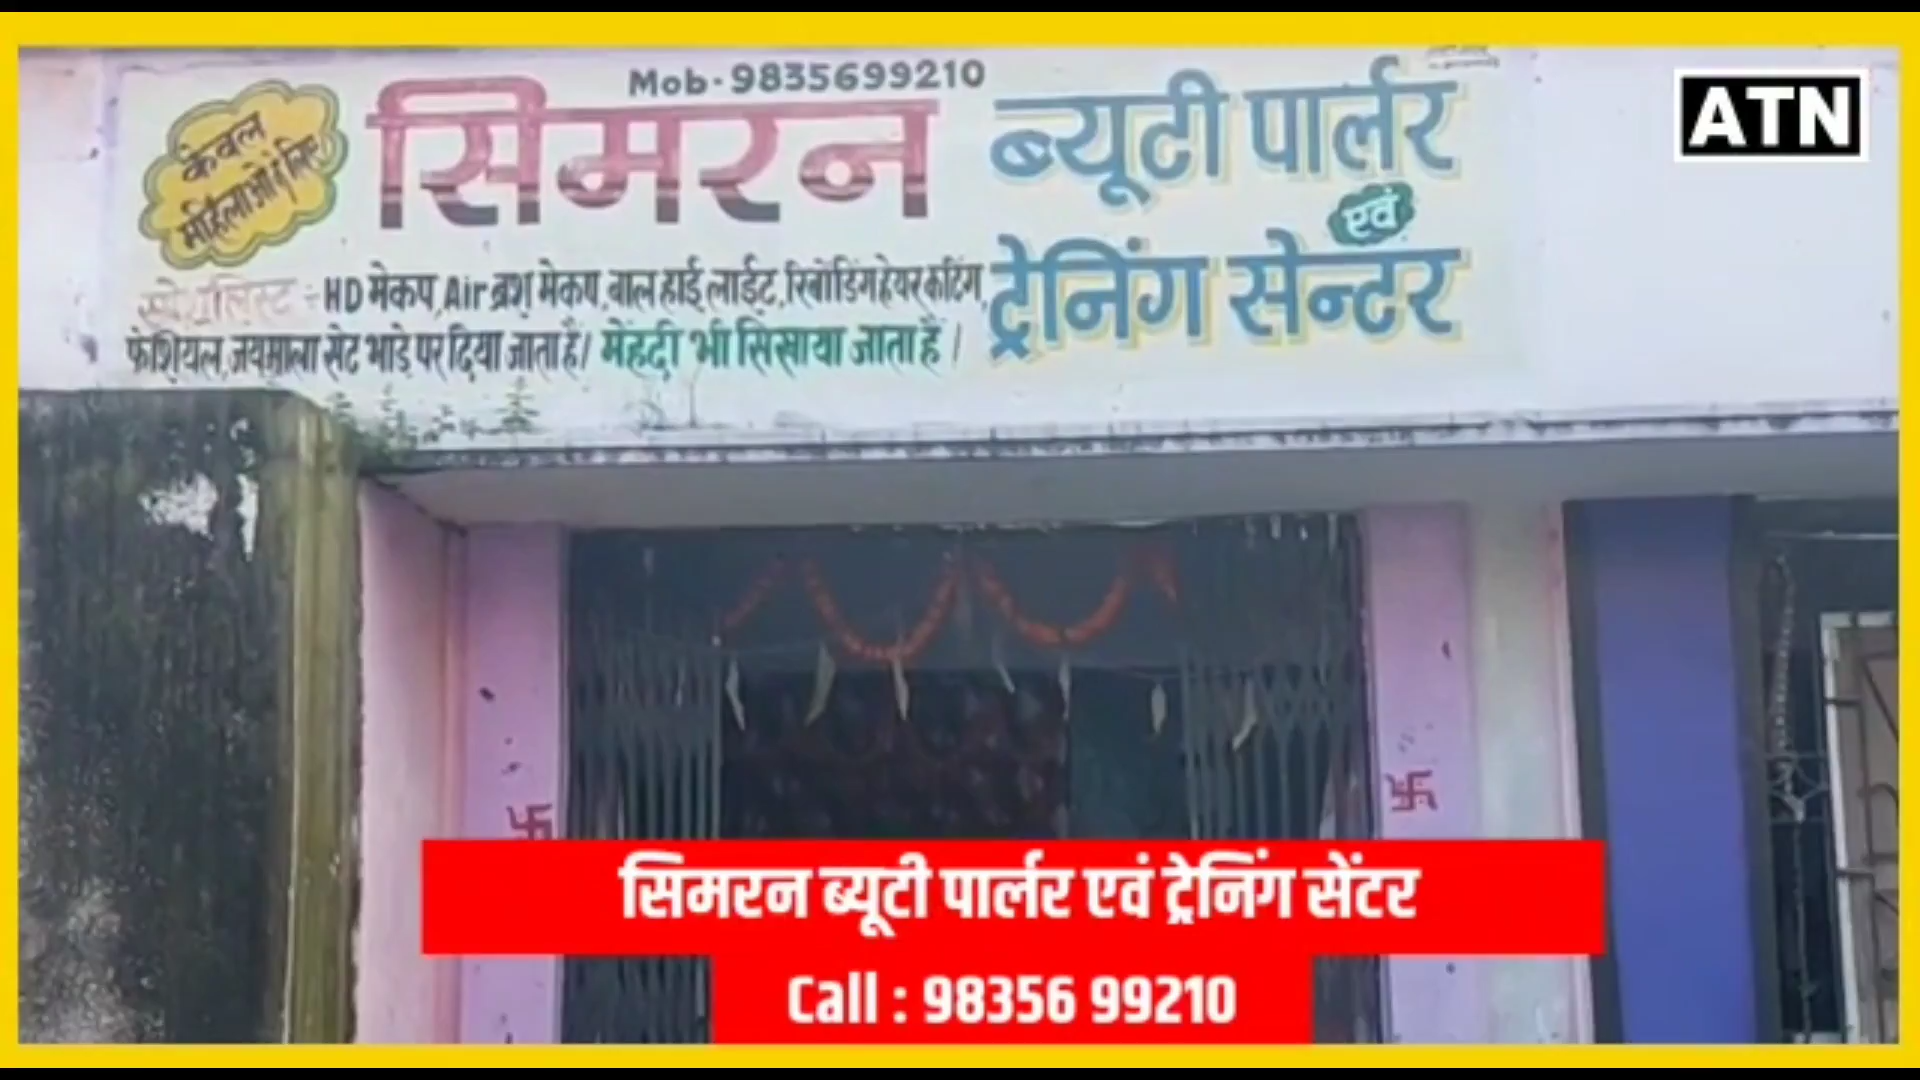 Mob-9835699210
केवल
महिलाओं के लिए
सिमरन
ब्यूटी पार्लर
एवं
ट्रेनिंग सेन्टर
स्पेशलिस्ट :- HD मेकप, Air ब्रश मेकप, बाल हाई लाईट, रिबोंडिंग हेयर कटिंग,
फेशियल, जयमाला सेट भाड़े पर दिया जाता है। मेंहदी भी सिखाया जाता है।
ATN
सिमरन ब्यूटी पार्लर एवं ट्रेनिंग सेंटर
Call : 98356 99210